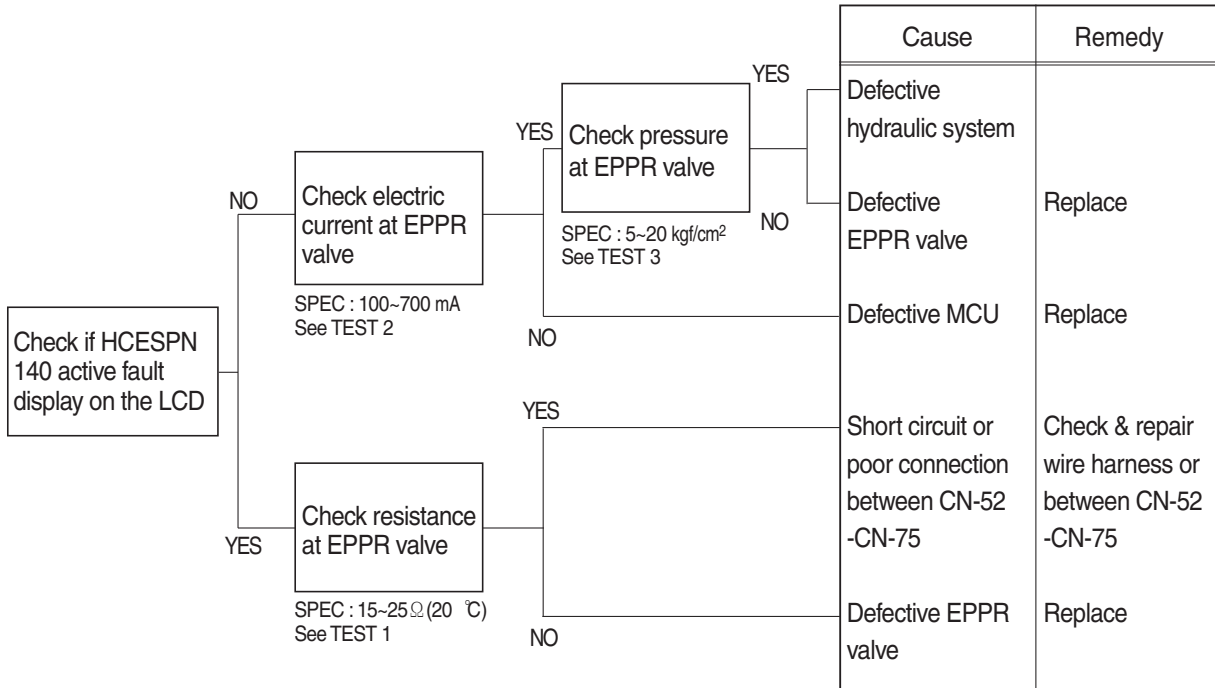 Check if HCESPN
140 active fault
display on the LCD
NO
Check electric
current at EPPR
valve
SPEC : 100~700 mA
See TEST 2
YES
Check pressure
at EPPR valve
SPEC : 5~20 kgf/cm²
See TEST 3
YES
NO
NO
YES
Check resistance
at EPPR valve
SPEC : 15~25Ω(20 ℃)
See TEST 1
YES
NO
Cause
Remedy
Defective
hydraulic system
Defective
EPPR valve
Replace
Defective MCU
Replace
Short circuit or
poor connection
between CN-52
-CN-75
Check & repair
wire harness or
between CN-52
-CN-75
Defective EPPR
valve
Replace